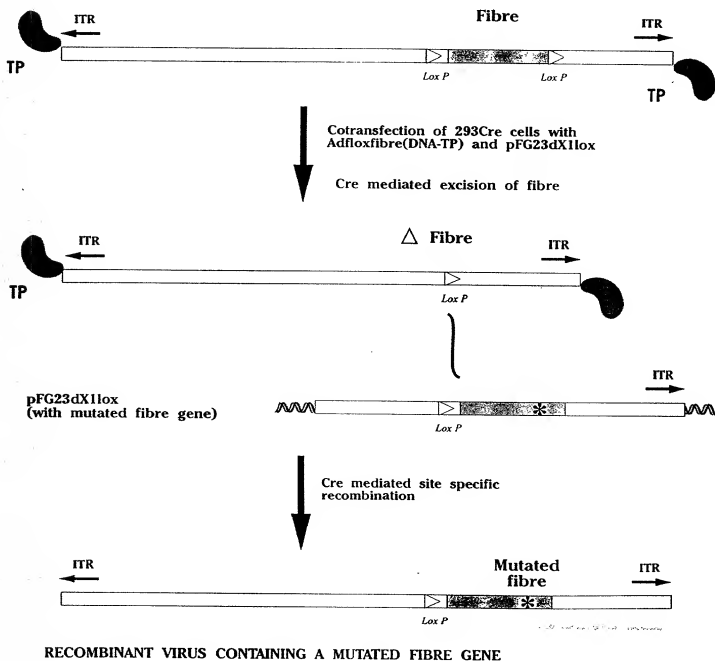 ITR
Fibre
ITR
TP
Lox P
Lox P
TP
Cotransfection of 293Cre cells with
Adfloxfibre(DNA-TP) and pFG23dX1lox
Cre mediated excision of fibre
ITR
△ Fibre
ITR
TP
Lox P
pFG23dX1lox
(with mutated fibre gene)
ITR
*
Lox P
Cre mediated site specific
recombination
ITR
Mutated
fibre
ITR
*
Lox P
RECOMBINANT VIRUS CONTAINING A MUTATED FIBRE GENE